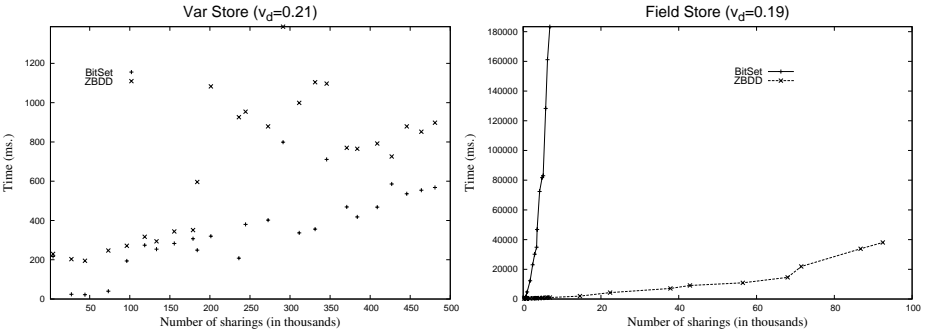 Var Store (v_d=0.21)
Time (ms.)
1200
1000
800
600
400
200
0
BitSet
ZBDD
50 100 150 200 250 300 350 400 450 500
Number of sharings (in thousands)
Field Store (v_d=0.19)
Time (ms.)
180000
160000
140000
120000
100000
80000
60000
40000
20000
0
BitSet
ZBDD
0 20 40 60 80 100
Number of sharings (in thousands)